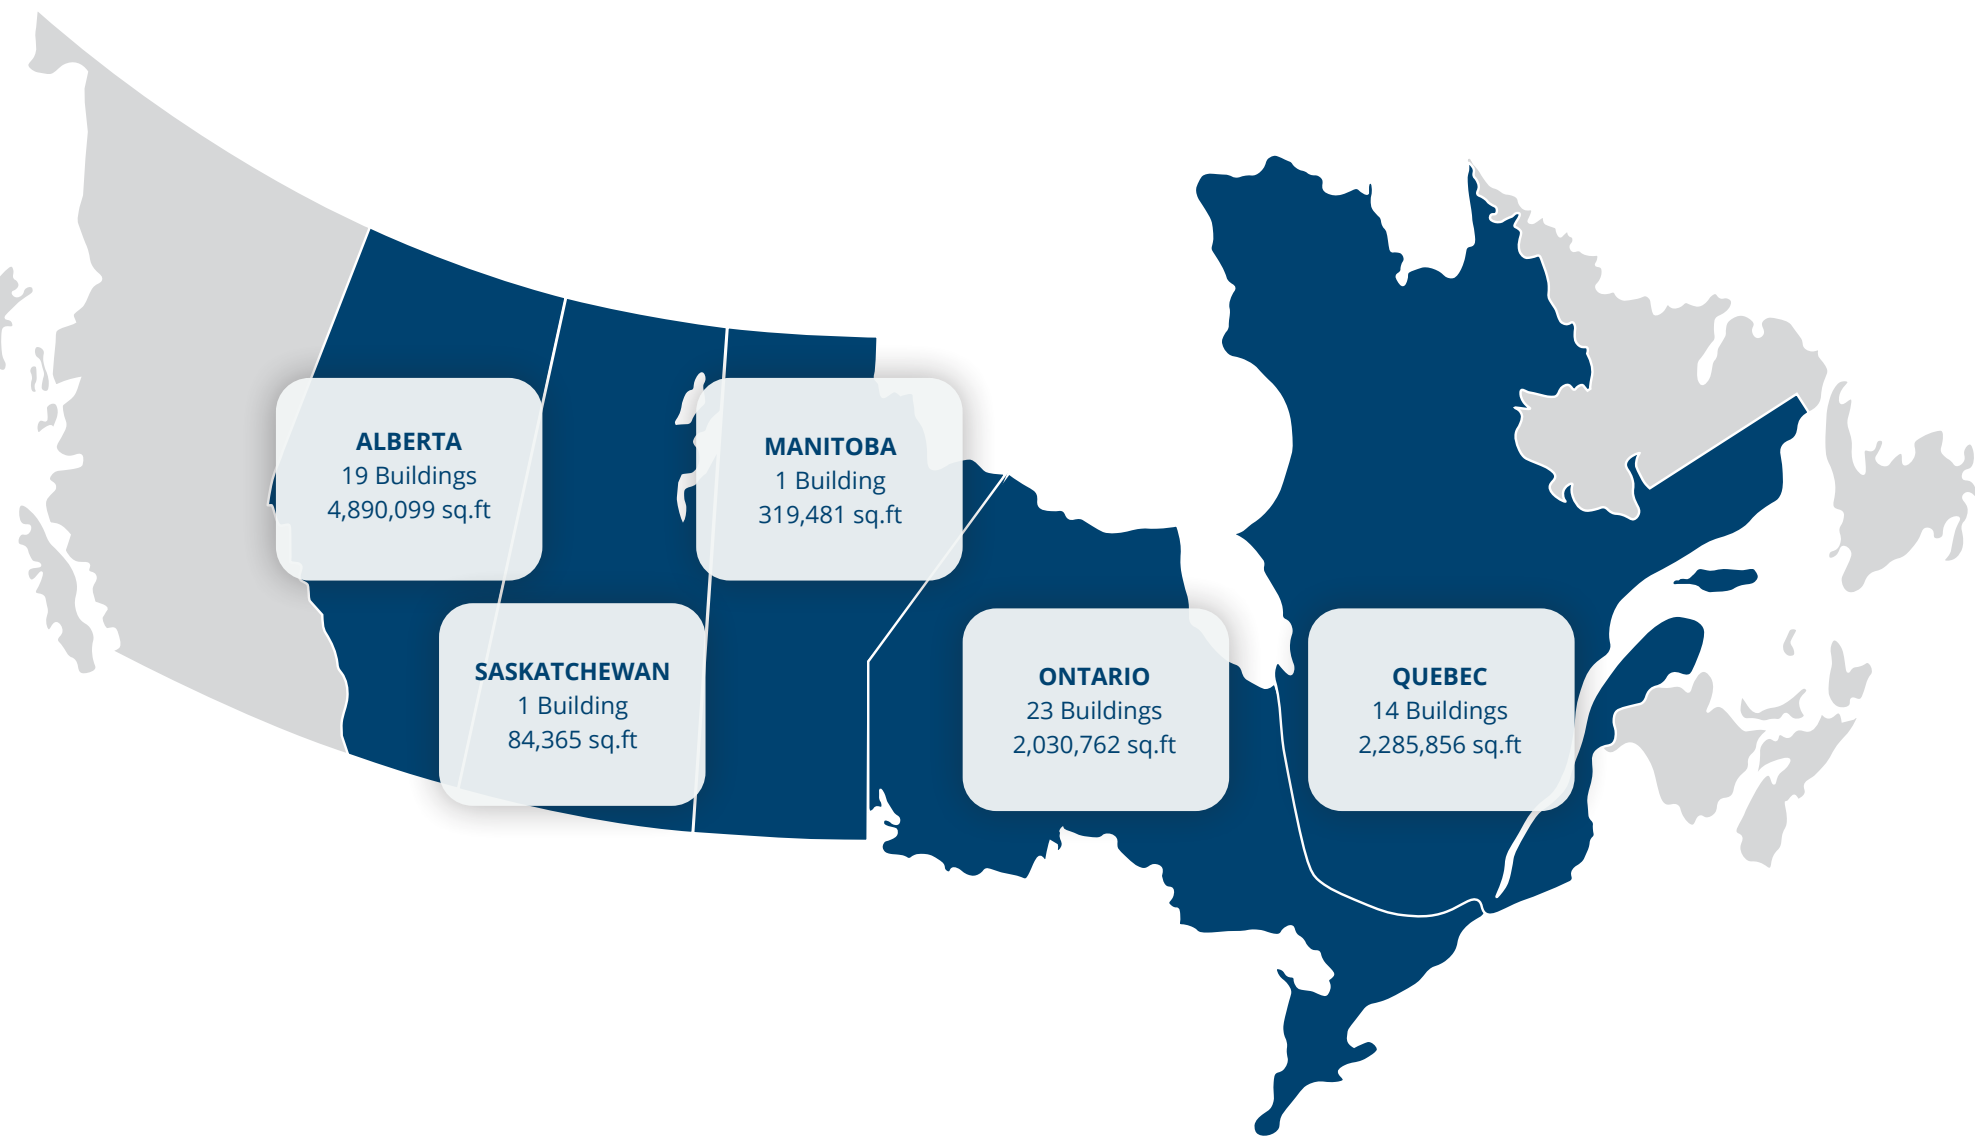 ALBERTA
19 Buildings
4,890,099 sq.ft
MANITOBA
1 Building
319,481 sq.ft
SASKATCHEWAN
1 Building
84,365 sq.ft
ONTARIO
23 Buildings
2,030,762 sq.ft
QUEBEC
14 Buildings
2,285,856 sq.ft